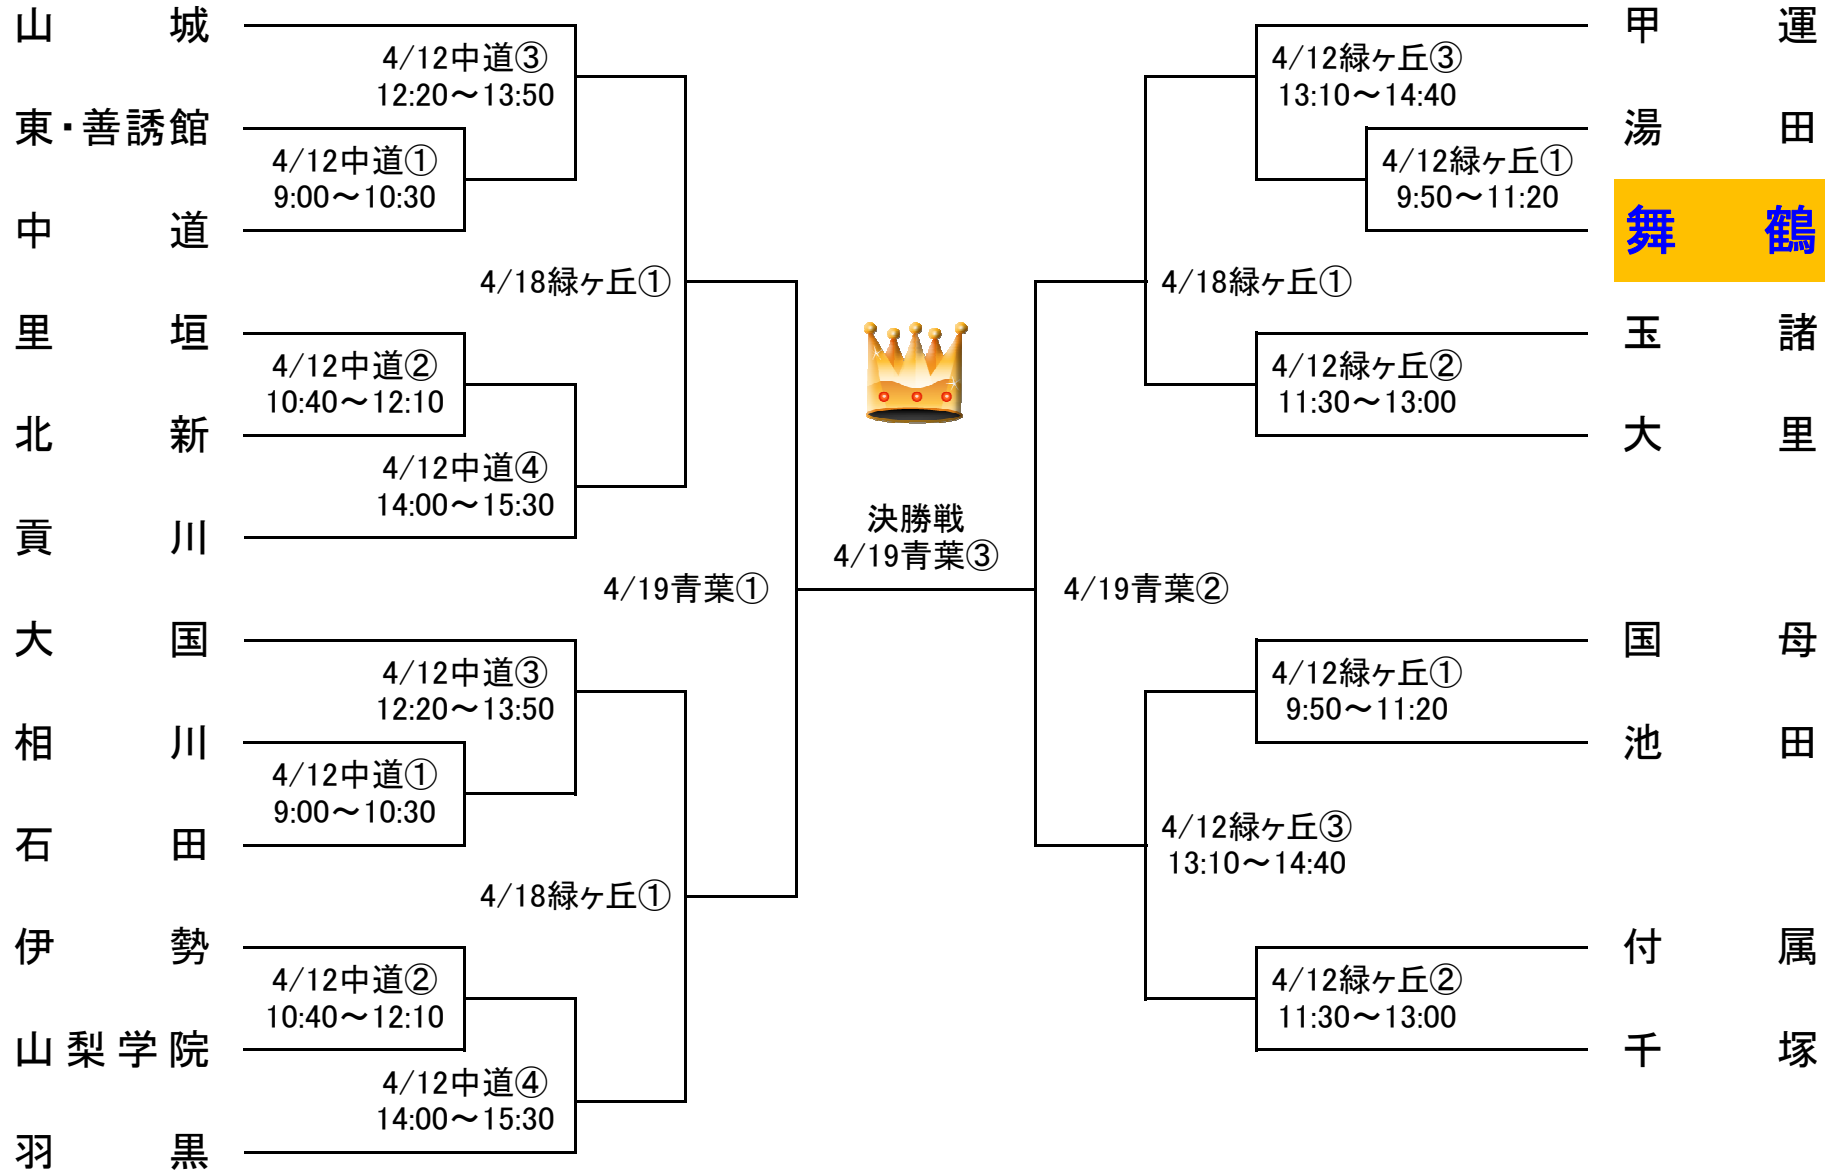 山城
4/12中道③
12:20～13:50
東・善誘館
4/12中道①
9:00～10:30
中道
4/18緑ヶ丘①
里垣
4/12中道②
10:40～12:10
北新
4/12中道④
14:00～15:30
貢川
4/19青葉①
大国
4/12中道③
12:20～13:50
相川
4/12中道①
9:00～10:30
石田
4/18緑ヶ丘①
伊勢
4/12中道②
10:40～12:10
山梨学院
4/12中道④
14:00～15:30
羽黒
決勝戦
4/19青葉③
甲運
4/12緑ヶ丘③
13:10～14:40
湯田
4/12緑ヶ丘①
9:50～11:20
舞鶴
4/18緑ヶ丘①
玉諸
4/12緑ヶ丘②
11:30～13:00
大里
4/19青葉②
国母
4/12緑ヶ丘①
9:50～11:20
池田
4/12緑ヶ丘③
13:10～14:40
付属
4/12緑ヶ丘②
11:30～13:00
千塚